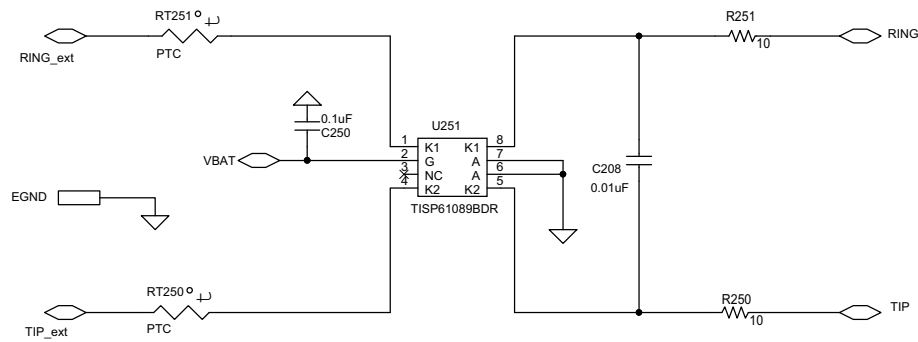 RT251
R251
RING_ext
PTC
10
RING
0.1uF
C250
U251
VBAT
1
2
3
4
K1
G
NC
K2
K1
A
A
K2
8
7
6
5
TISP61089BDR
C208
0.01uF
EGND
RT250
R250
TIP_ext
PTC
10
TIP